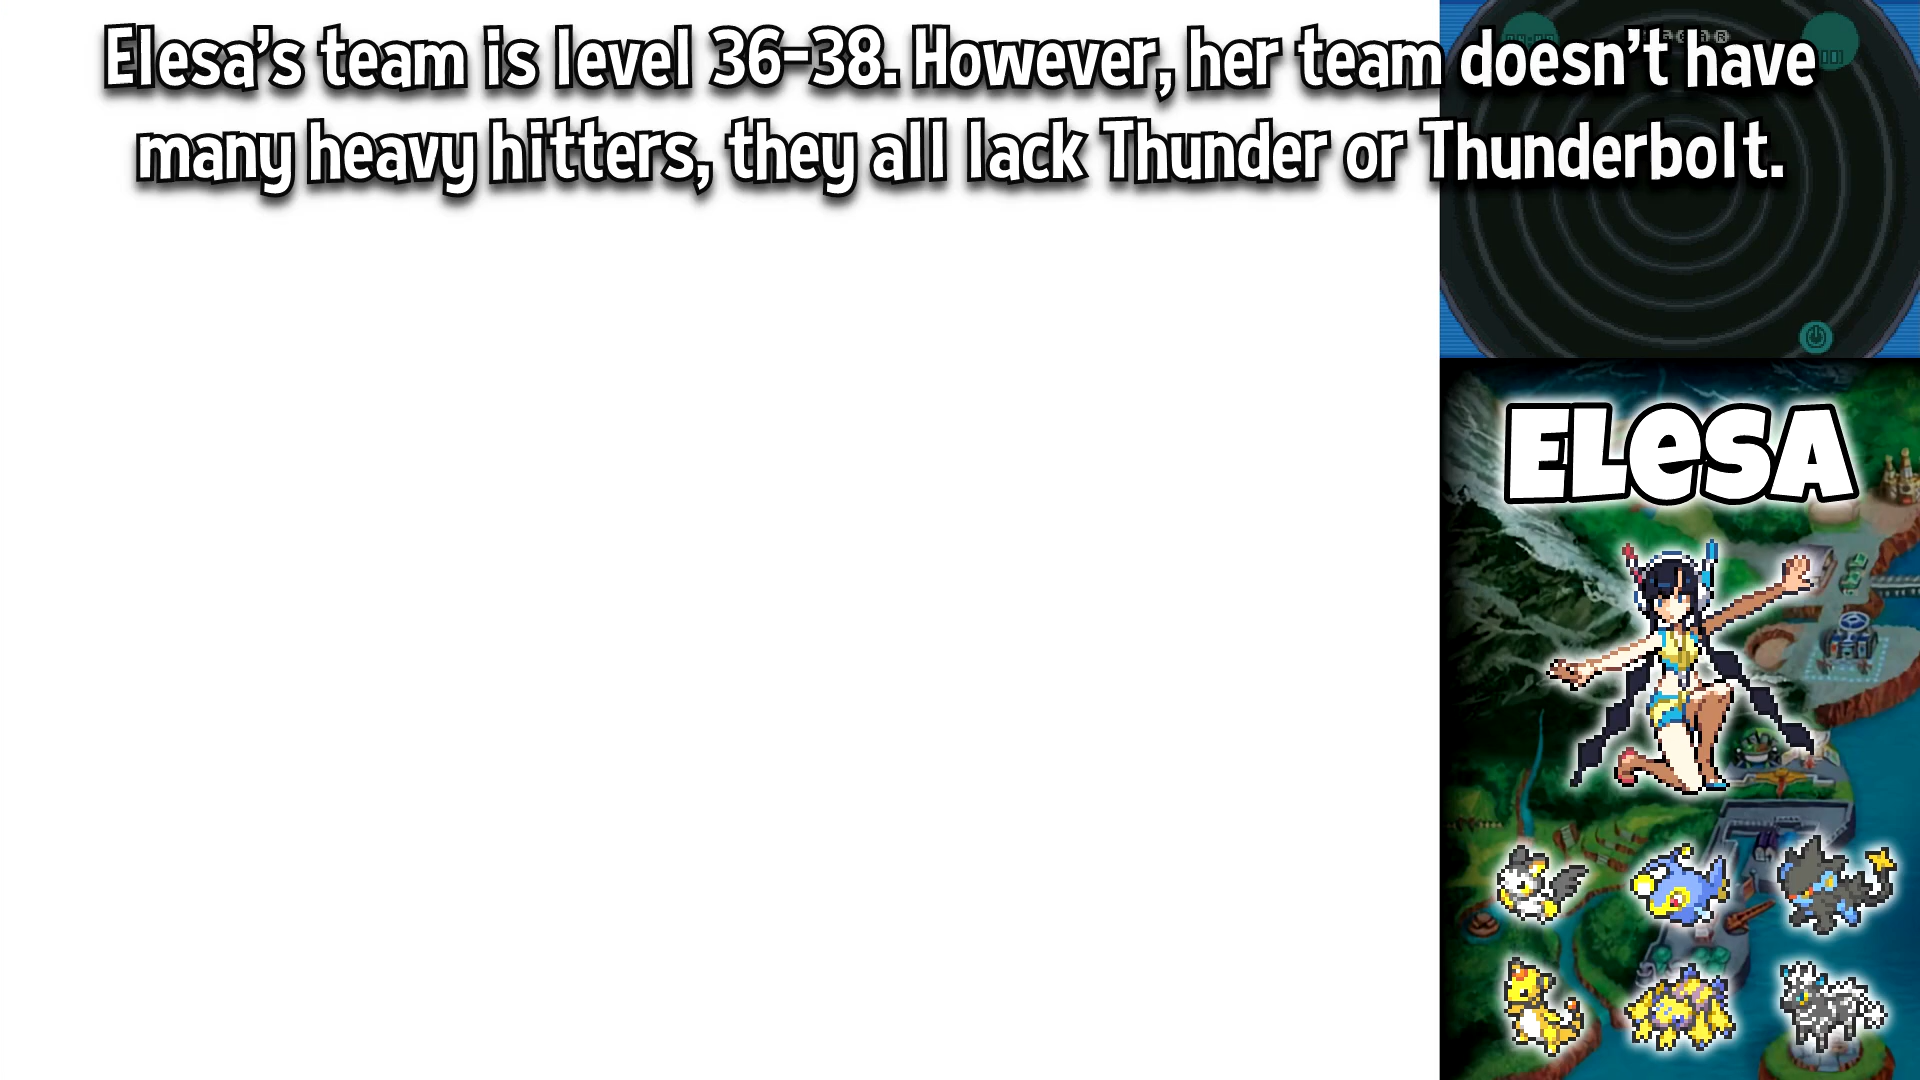 Elesa's team is level 36-38. However, her team doesn't have
many heavy hitters, they all lack Thunder or Thunderbolt.
ELeSA